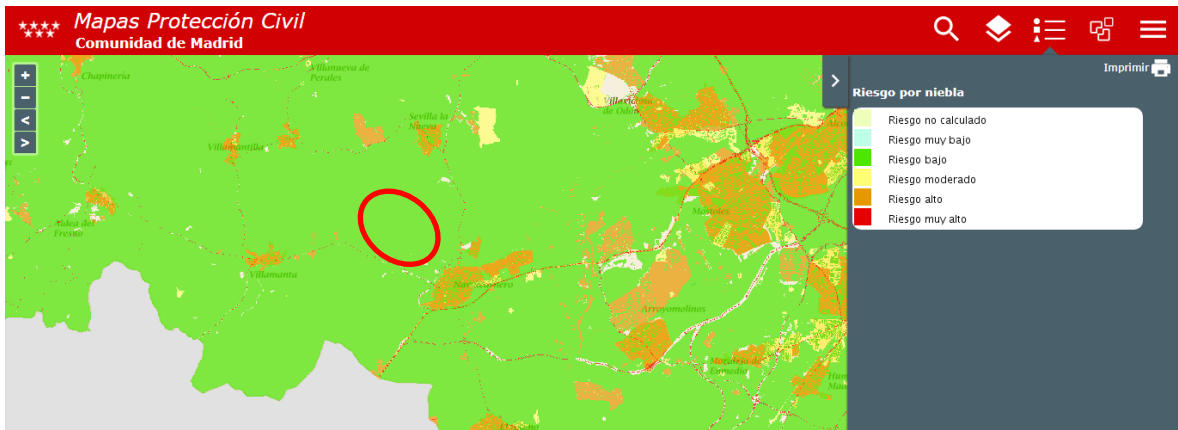 Mapas Protección Civil
Comunidad de Madrid
Imprimir
Riesgo por niebla
Riesgo no calculado
Riesgo muy bajo
Riesgo bajo
Riesgo moderado
Riesgo alto
Riesgo muy alto
+
−
<
>
>
Chapinería
Villanueva de
Perales
Sevilla la
Nueva
Villaviciosa
de Odón
Villamantilla
Aldea del
Fresno
Móstoles
Villamanta
Navalcarnero
Arroyomolinos
Moraleja de
Enmedio